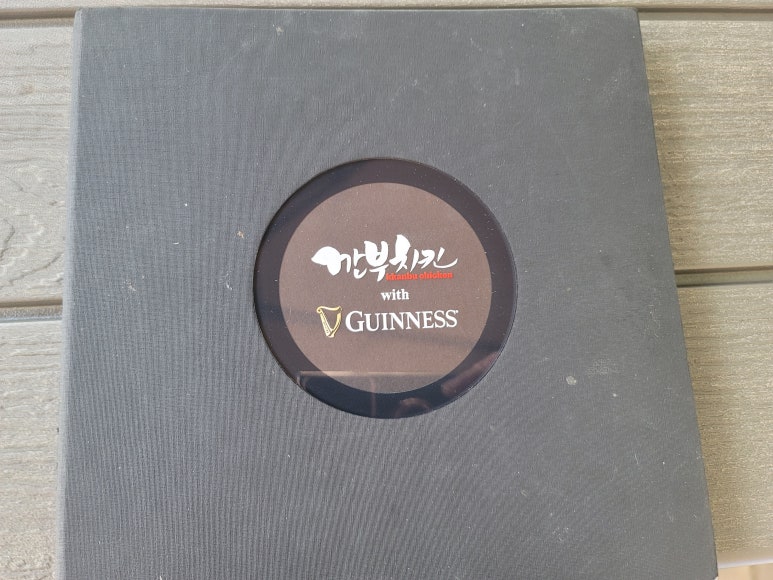 깐부치킨
kkanbu chicken
with
GUINNESS